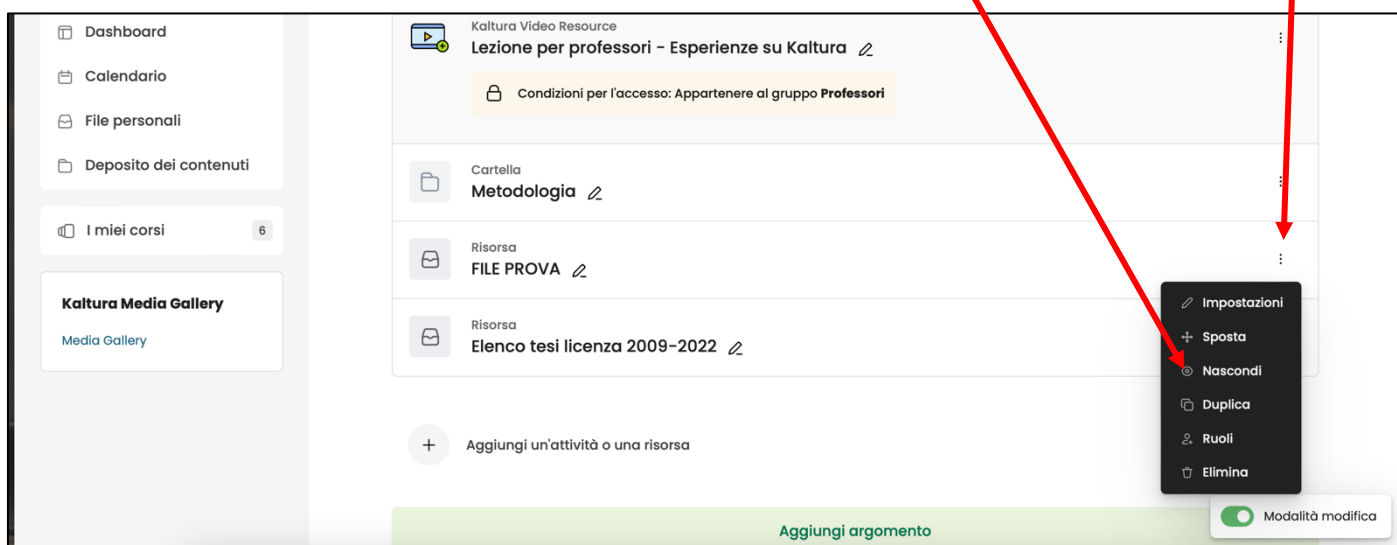 Dashboard
Calendario
File personali
Deposito dei contenuti
I miei corsi 6
Kaltura Media Gallery
Media Gallery
Kaltura Video Resource
Lezione per professori - Esperienze su Kaltura
Condizioni per l'accesso: Appartenere al gruppo Professori
Cartella
Metodologia
Risorsa
FILE PROVA
Risorsa
Elenco tesi licenza 2009-2022
Impostazioni
Sposta
Nascondi
Duplica
Ruoli
Elimina
Aggiungi un'attività o una risorsa
Aggiungi argomento
Modalità modifica